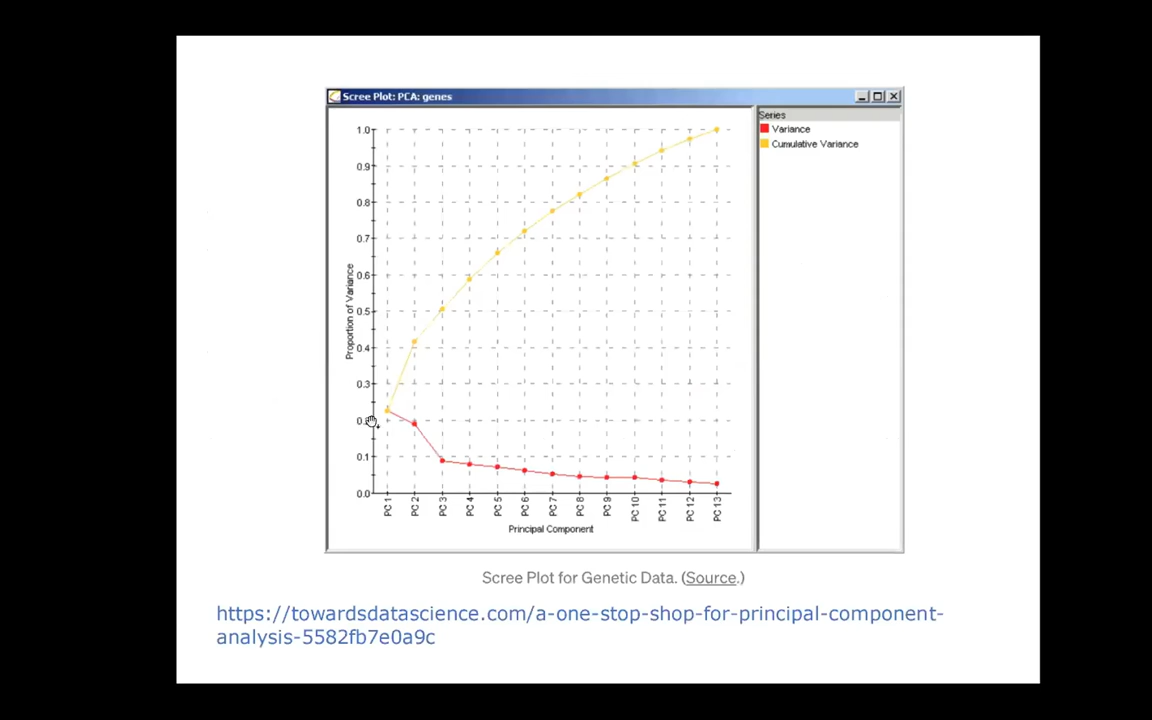 Scree Plot: PCA: genes
Series
Variance
Cumulative Variance
1.0
0.9
0.8
0.7
0.6
0.5
0.4
0.3
0.1
0.0
Proportion of Variance
PC 1
PC 2
PC 3
PC 4
PC 5
PC 6
PC 7
PC 8
PC 9
PC 10
PC 11
PC 12
PC 13
Principal Component
Scree Plot for Genetic Data. (Source.)
https://towardsdatascience.com/a-one-stop-shop-for-principal-component-
analysis-5582fb7e0a9c